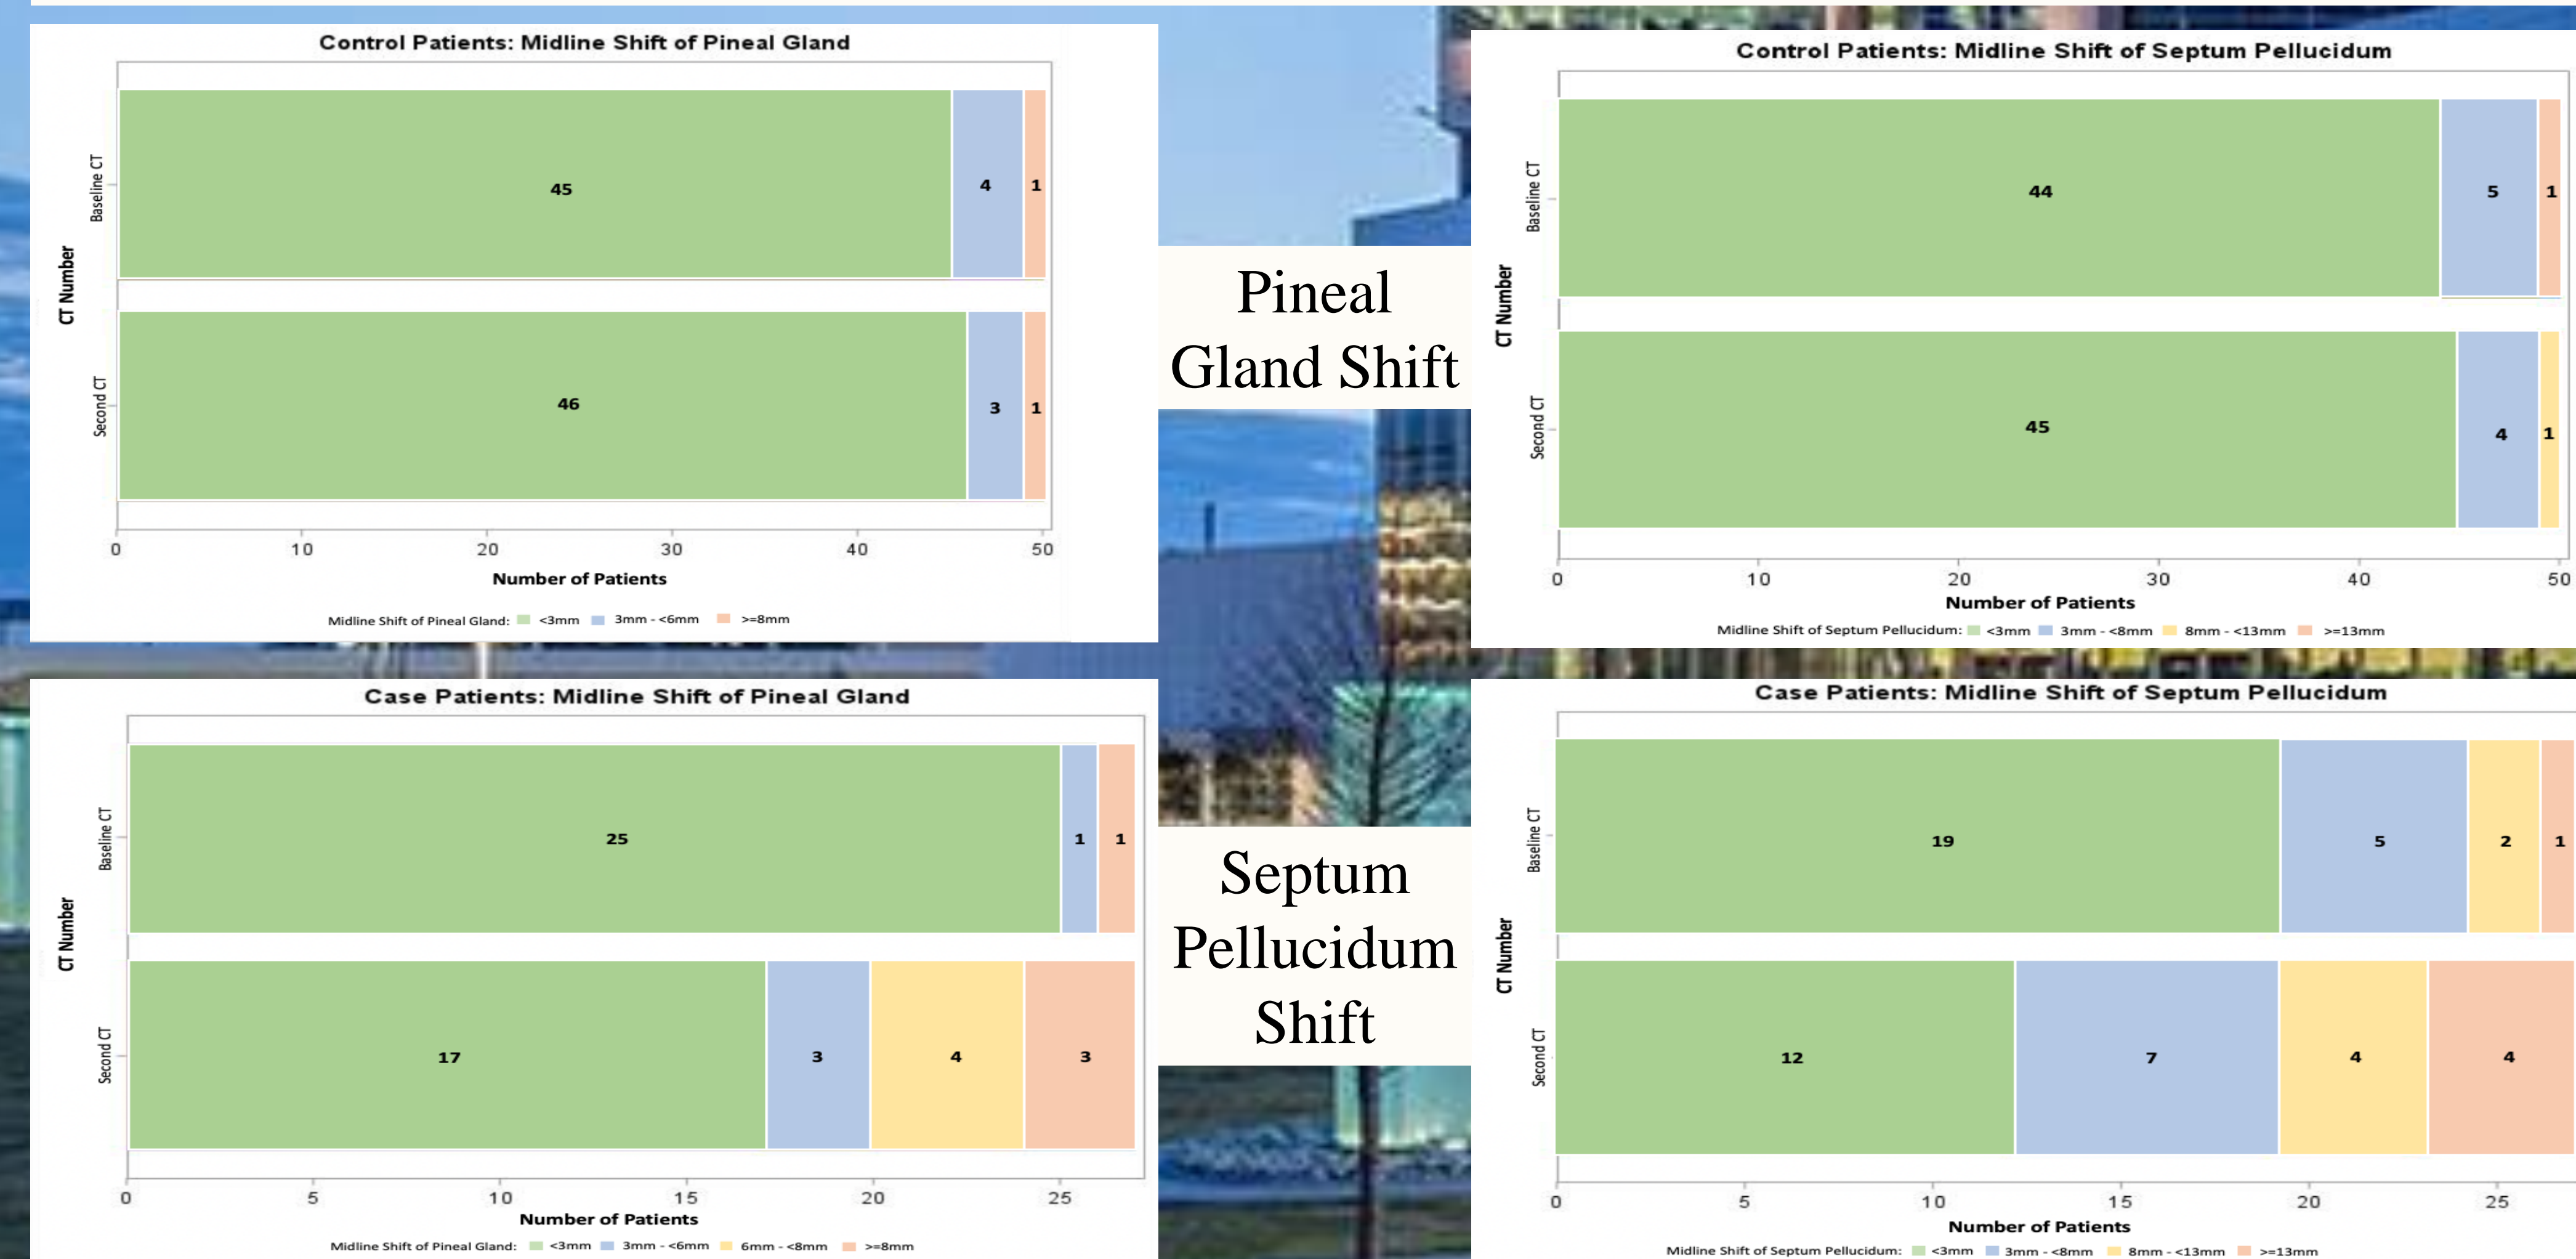 Control Patients: Midline Shift of Pineal Gland
CT Number
Baseline CT
45
4
1
Second CT
46
3
1
0 10 20 30 40 50
Number of Patients
Midline Shift of Pineal Gland: <3mm 3mm - <6mm >=8mm
Pineal
Gland Shift
Control Patients: Midline Shift of Septum Pellucidum
CT Number
Baseline CT
44
5
1
Second CT
45
4
1
0 10 20 30 40 50
Number of Patients
Midline Shift of Septum Pellucidum: <3mm 3mm - <8mm 8mm - <13mm >=13mm
Case Patients: Midline Shift of Pineal Gland
CT Number
Baseline CT
25
1
1
Second CT
17
3
4
3
0 5 10 15 20 25
Number of Patients
Midline Shift of Pineal Gland: <3mm 3mm - <6mm 6mm - <8mm >=8mm
Septum
Pellucidum
Shift
Case Patients: Midline Shift of Septum Pellucidum
CT Number
Baseline CT
19
5
2
1
Second CT
12
7
4
4
0 5 10 15 20 25
Number of Patients
Midline Shift of Septum Pellucidum: <3mm 3mm - <8mm 8mm - <13mm >=13mm